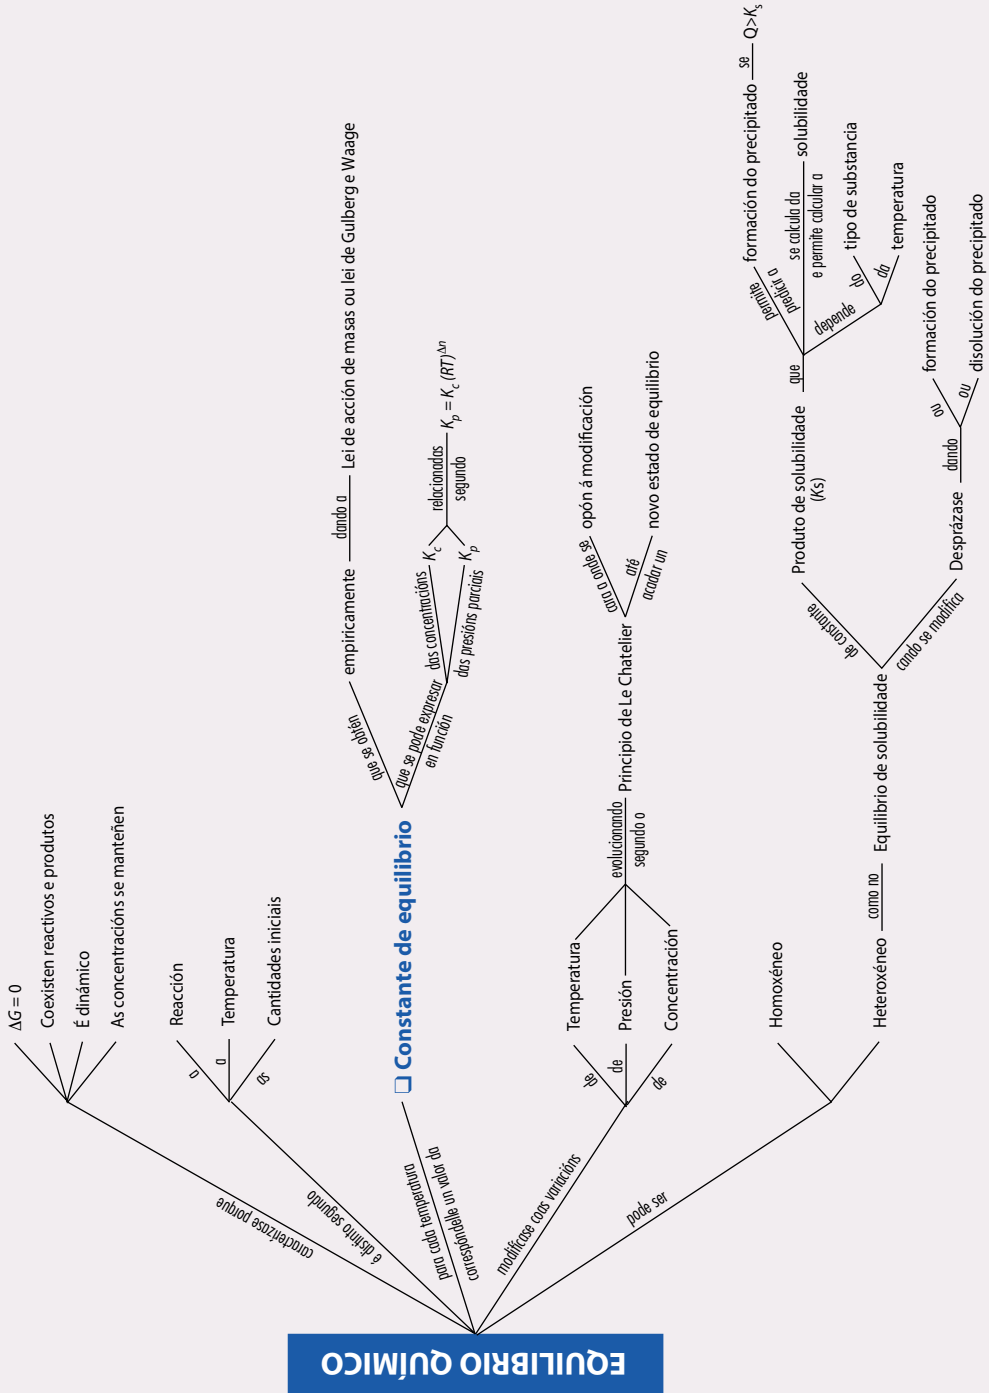 EQUILIBRIO QUÍMICO
caracterízase porque
ΔG = 0
Coexisten reactivos e produtos
É dinámico
As concentracións se manteñen
é distinto segundo
a
Reacción
a
Temperatura
as
Cantidades iniciais
para cada temperatura
correspóndelle un valor da
❏ Constante de equilibrio
que se obtén
empiricamente
dando a
Lei de acción de masas ou lei de Gulberg e Waage
que se pode expresar
en función
das concentracións
Kc
das presións parciais
Kp
relacionadas
segundo
Kp = Kc (RT)^Δn
modifícase coas variacións
de
Temperatura
de
Presión
de
Concentración
evolucionando
segundo o
Principio de Le Chatelier
cara a onde se
opón á modificación
até
acadar un
novo estado de equilibrio
pode ser
Homoxéneo
Heteroxéneo
como no
Equilibrio de solubilidade
de constante
Produto de solubilidade
(Ks)
que
permite
predicir a
formación do precipitado
se
Q>Ks
se calcula da
e permite calcular a
solubilidade
depende
do
tipo de substancia
da
temperatura
cando se modifica
Desprázase
dando
ou
formación do precipitado
ou
disolución do precipitado